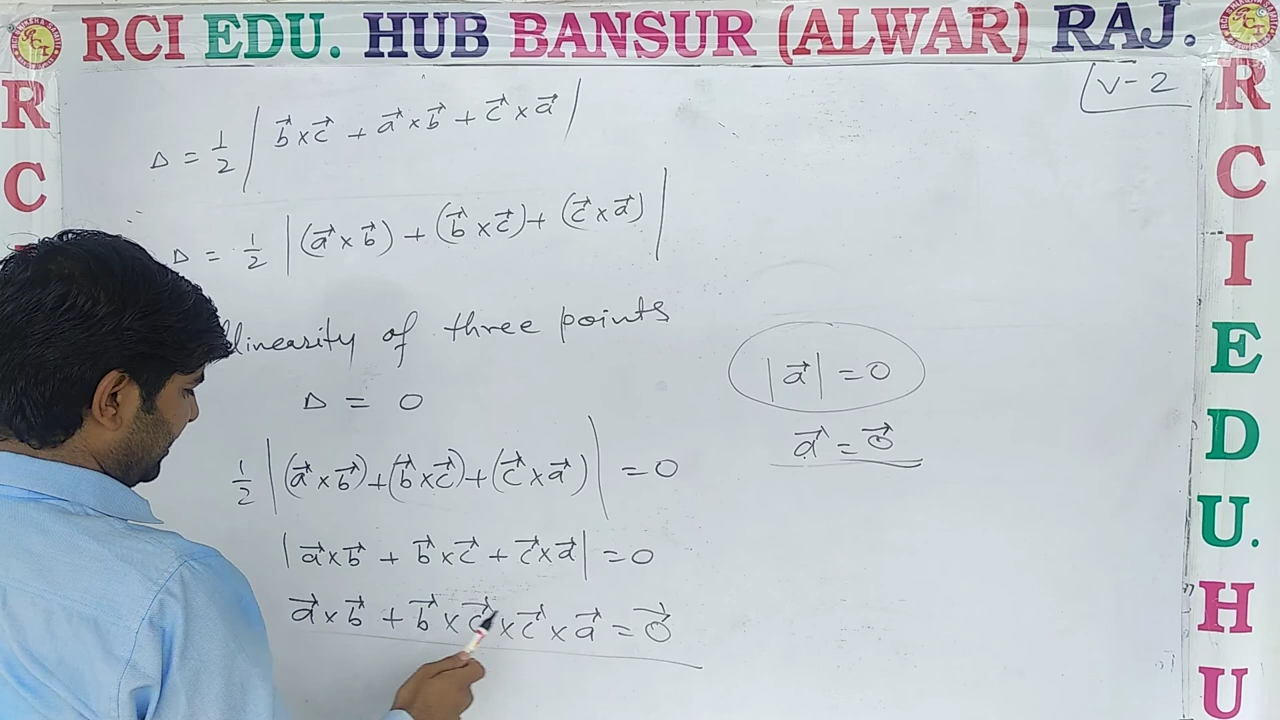 RCI EDU. HUB BANSUR (ALWAR) RAJ.
V-2
Δ = 1/2 | b⃗ × c⃗ + a⃗ × b⃗ + c⃗ × a⃗ |
Δ = 1/2 | (a⃗ × b⃗) + (b⃗ × c⃗) + (c⃗ × a⃗) |
of three points
Δ = 0
1/2 | (a⃗ × b⃗) + (b⃗ × c⃗) + (c⃗ × a⃗) | = 0
| a⃗ × b⃗ + b⃗ × c⃗ + c⃗ × a⃗ | = 0
a⃗ × b⃗ + b⃗ × c⃗ × c⃗ × a⃗ = 0⃗
| a⃗ | = 0
a⃗ = 0⃗
R
C
R
C
I
E
D
U.
H
U